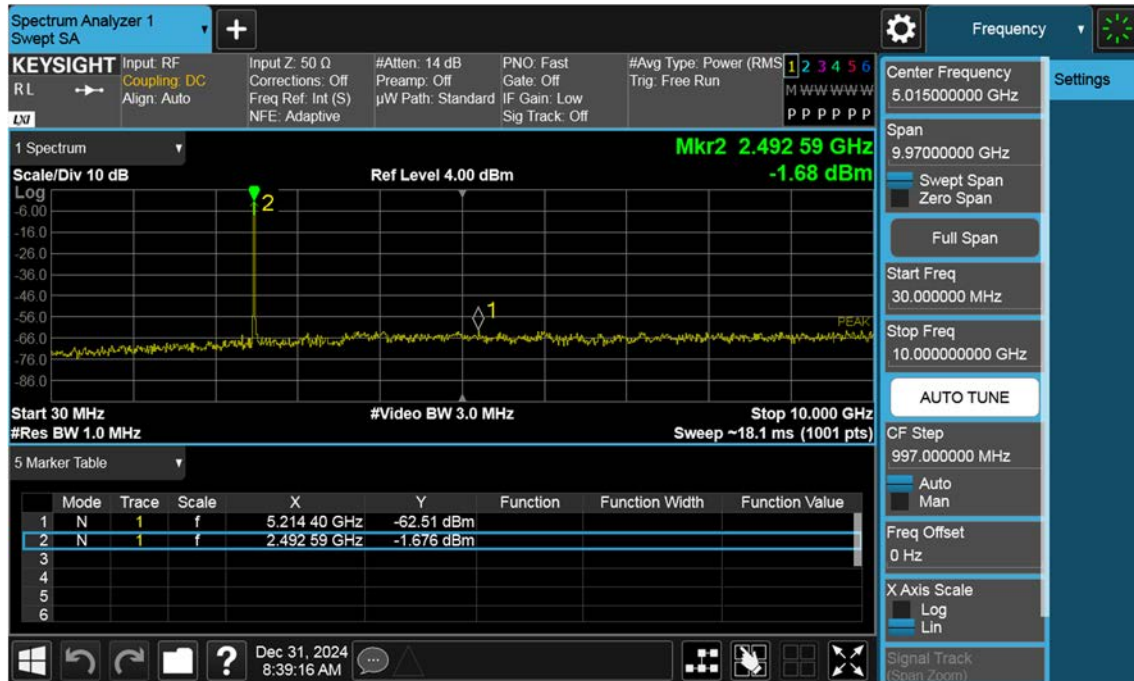 Spectrum Analyzer 1
Swept SA
Frequency
KEYSIGHT
RL
LXI
Input: RF
Coupling: DC
Align: Auto
Input Z: 50 Ω
Corrections: Off
Freq Ref: Int (S)
NFE: Adaptive
#Atten: 14 dB
Preamp: Off
µW Path: Standard
PNO: Fast
Gate: Off
IF Gain: Low
Sig Track: Off
#Avg Type: Power (RMS
Trig: Free Run
1 2 3 4 5 6
M W W W W W
P P P P P P
1 Spectrum
Mkr2 2.492 59 GHz
Scale/Div 10 dB
Ref Level 4.00 dBm
-1.68 dBm
Log
-6.00
-16.0
-26.0
-36.0
-46.0
-56.0
-66.0
-76.0
-86.0
2
1
PEAK
Start 30 MHz
#Video BW 3.0 MHz
Stop 10.000 GHz
#Res BW 1.0 MHz
Sweep ~18.1 ms (1001 pts)
5 Marker Table
Mode Trace Scale X Y Function Function Width Function Value
1 N 1 f 5.214 40 GHz -62.51 dBm
2 N 1 f 2.492 59 GHz -1.676 dBm
3
4
5
6
?
Dec 31, 2024
8:39:16 AM
Center Frequency
5.015000000 GHz
Span
9.97000000 GHz
Swept Span
Zero Span
Full Span
Start Freq
30.000000 MHz
Stop Freq
10.000000000 GHz
AUTO TUNE
CF Step
997.000000 MHz
Auto
Man
Freq Offset
0 Hz
X Axis Scale
Log
Lin
Signal Track
(Span Zoom)
Settings